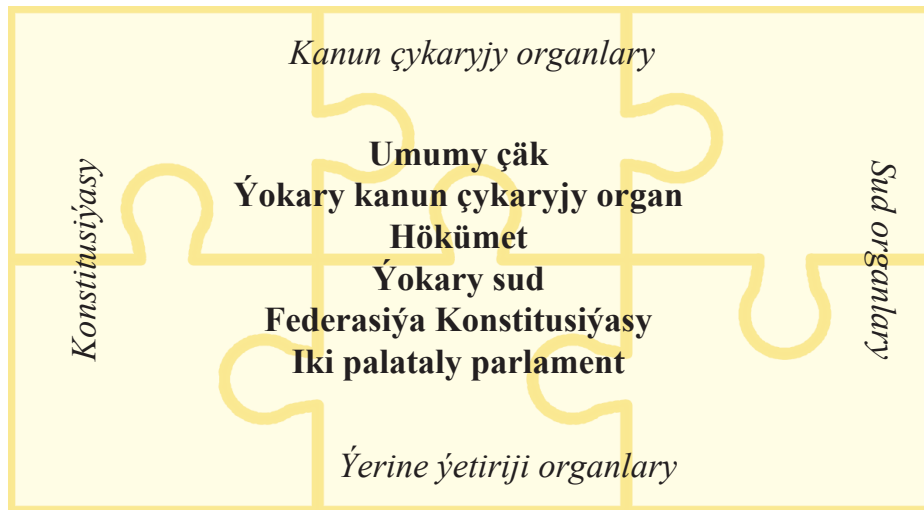 Kanun çykaryjy organlary
Konstitusiýasy
Umumy çäk
Ýokary kanun çykaryjy organ
Hökümet
Ýokary sud
Federasiýa Konstitusiýasy
Iki palataly parlament
Sud organlary
Ýerine ýetiriji organlary